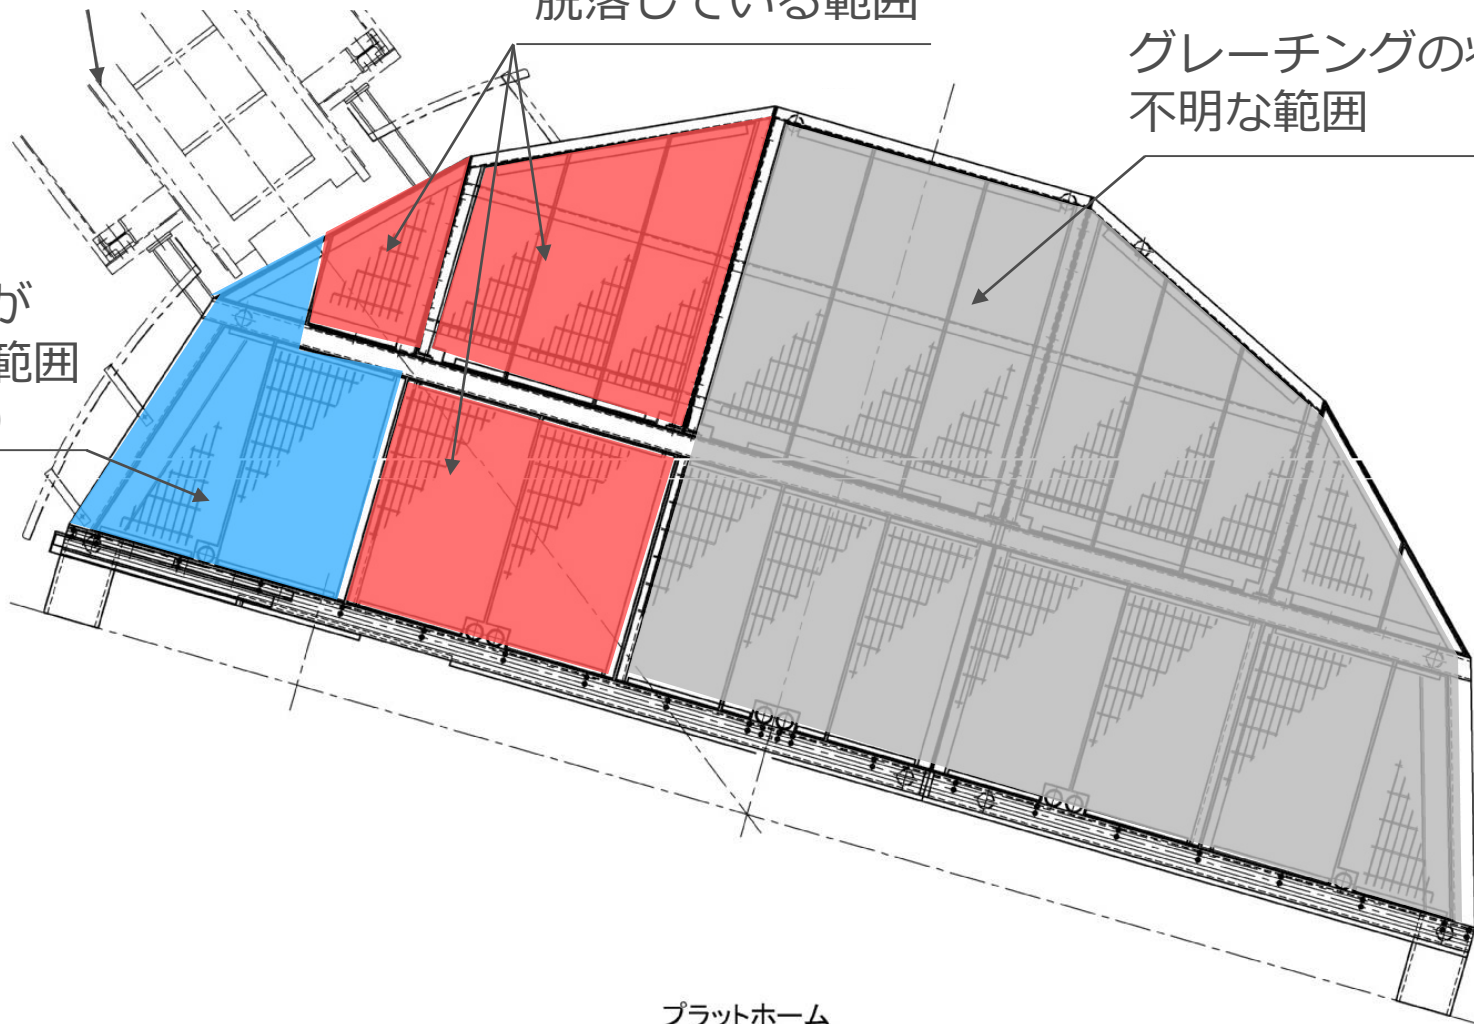 脱落している範囲
グレーチングの
不明な範囲
が
範囲
プラットホーム